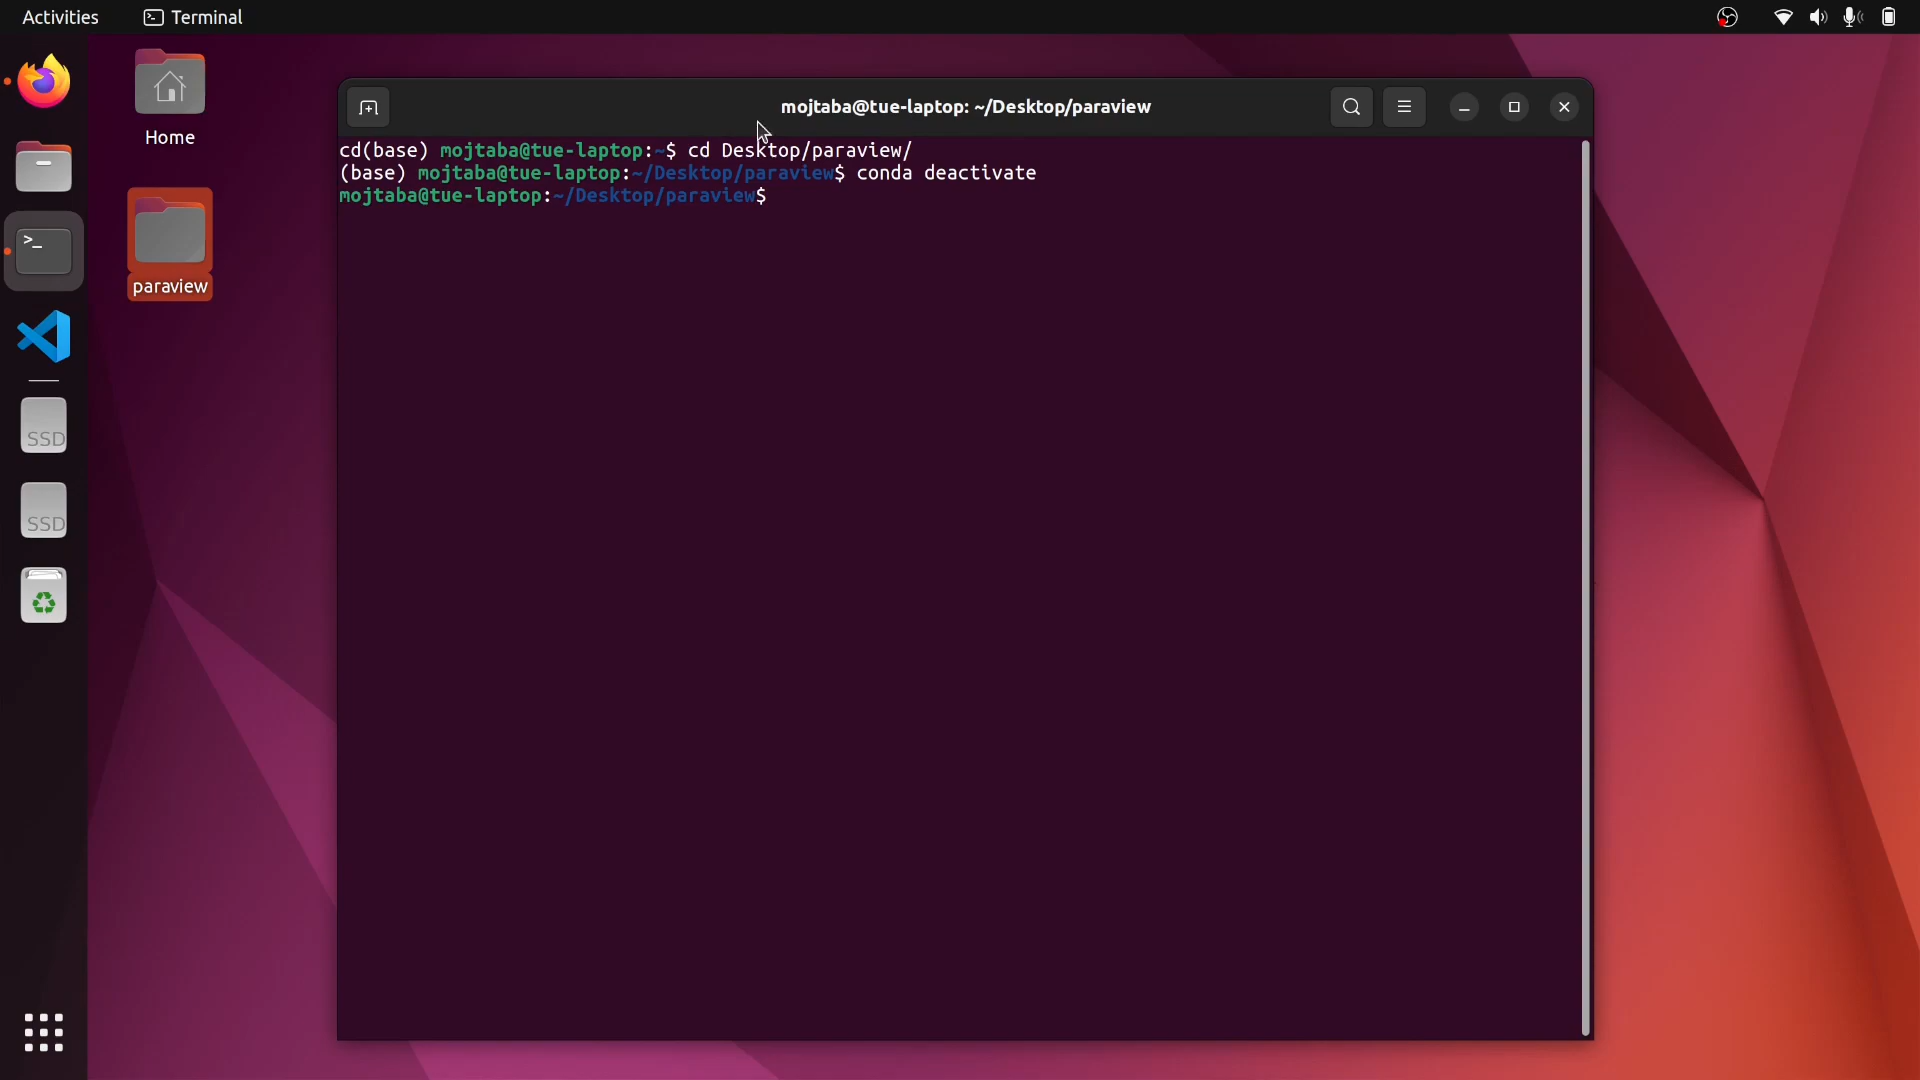 Activities
Terminal
Home
paraview
SSD
SSD
mojtaba@tue-laptop: ~/Desktop/paraview
cd(base) mojtaba@tue-laptop:~$ cd Desktop/paraview/
(base) mojtaba@tue-laptop:~/Desktop/paraview$ conda deactivate
mojtaba@tue-laptop:~/Desktop/paraview$